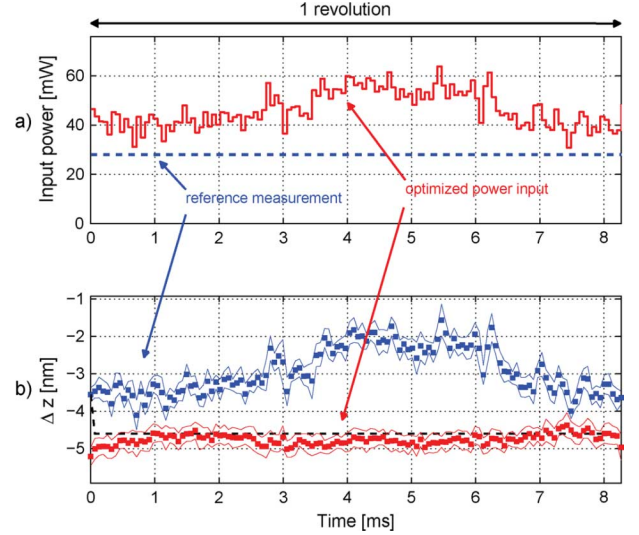 1 revolution
a)
Input power [mW]
60
40
20
0
reference measurement
optimized power input
0 1 2 3 4 5 6 7 8
b)
Δ z [nm]
−1
−2
−3
−4
−5
0 1 2 3 4 5 6 7 8
Time [ms]